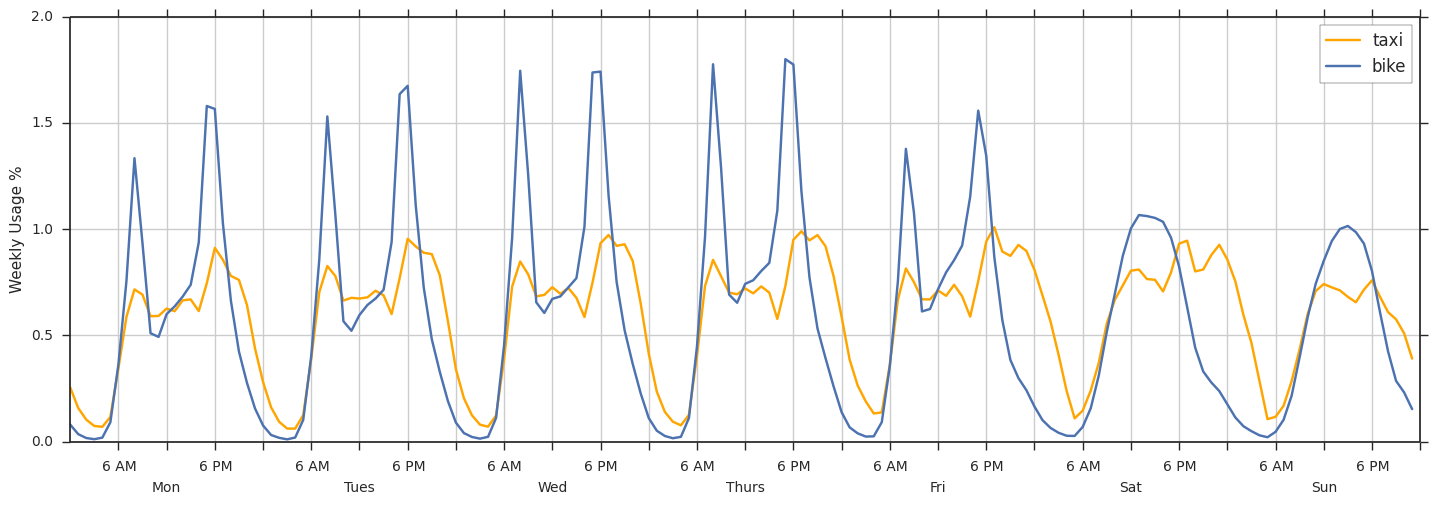 2.0
1.5
1.0
0.5
0.0
Weekly Usage %
taxi
bike
6 AM 6 PM 6 AM 6 PM 6 AM 6 PM 6 AM 6 PM 6 AM 6 PM 6 AM 6 PM 6 AM 6 PM
Mon Tues Wed Thurs Fri Sat Sun